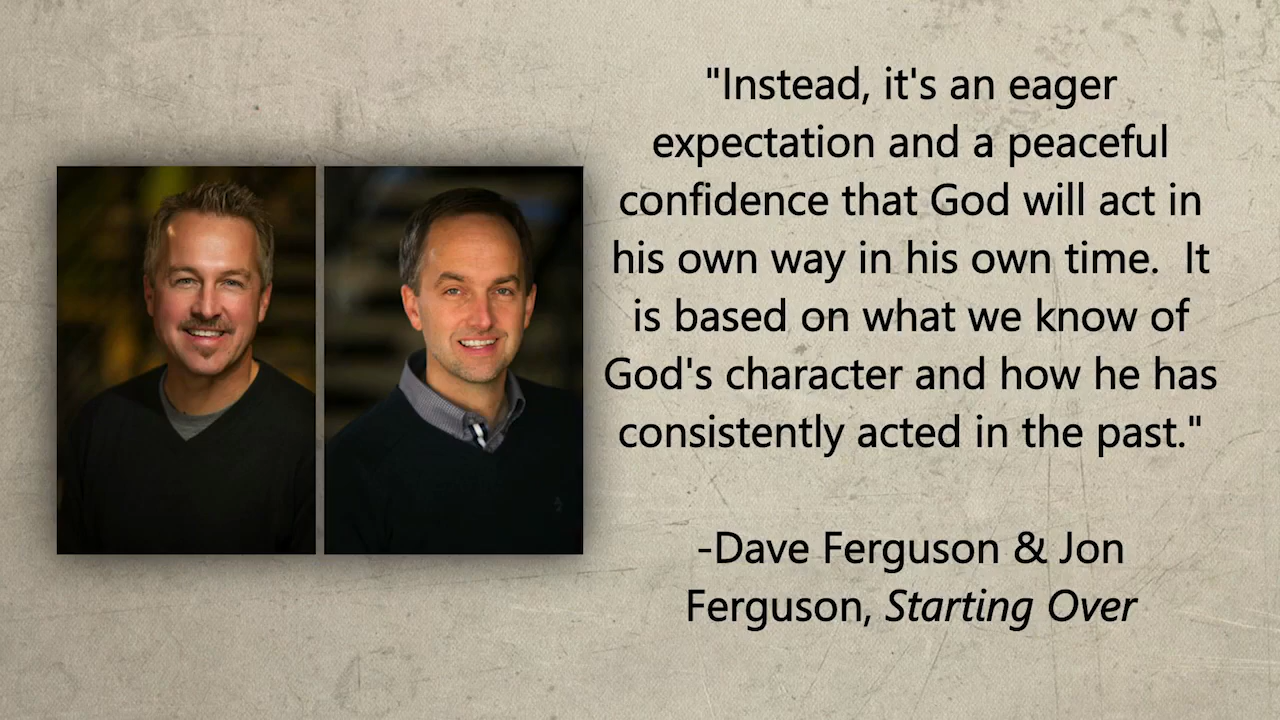 "Instead, it's an eager
expectation and a peaceful
confidence that God will act in
his own way in his own time.  It
is based on what we know of
God's character and how he has
consistently acted in the past."
-Dave Ferguson & Jon
Ferguson, Starting Over